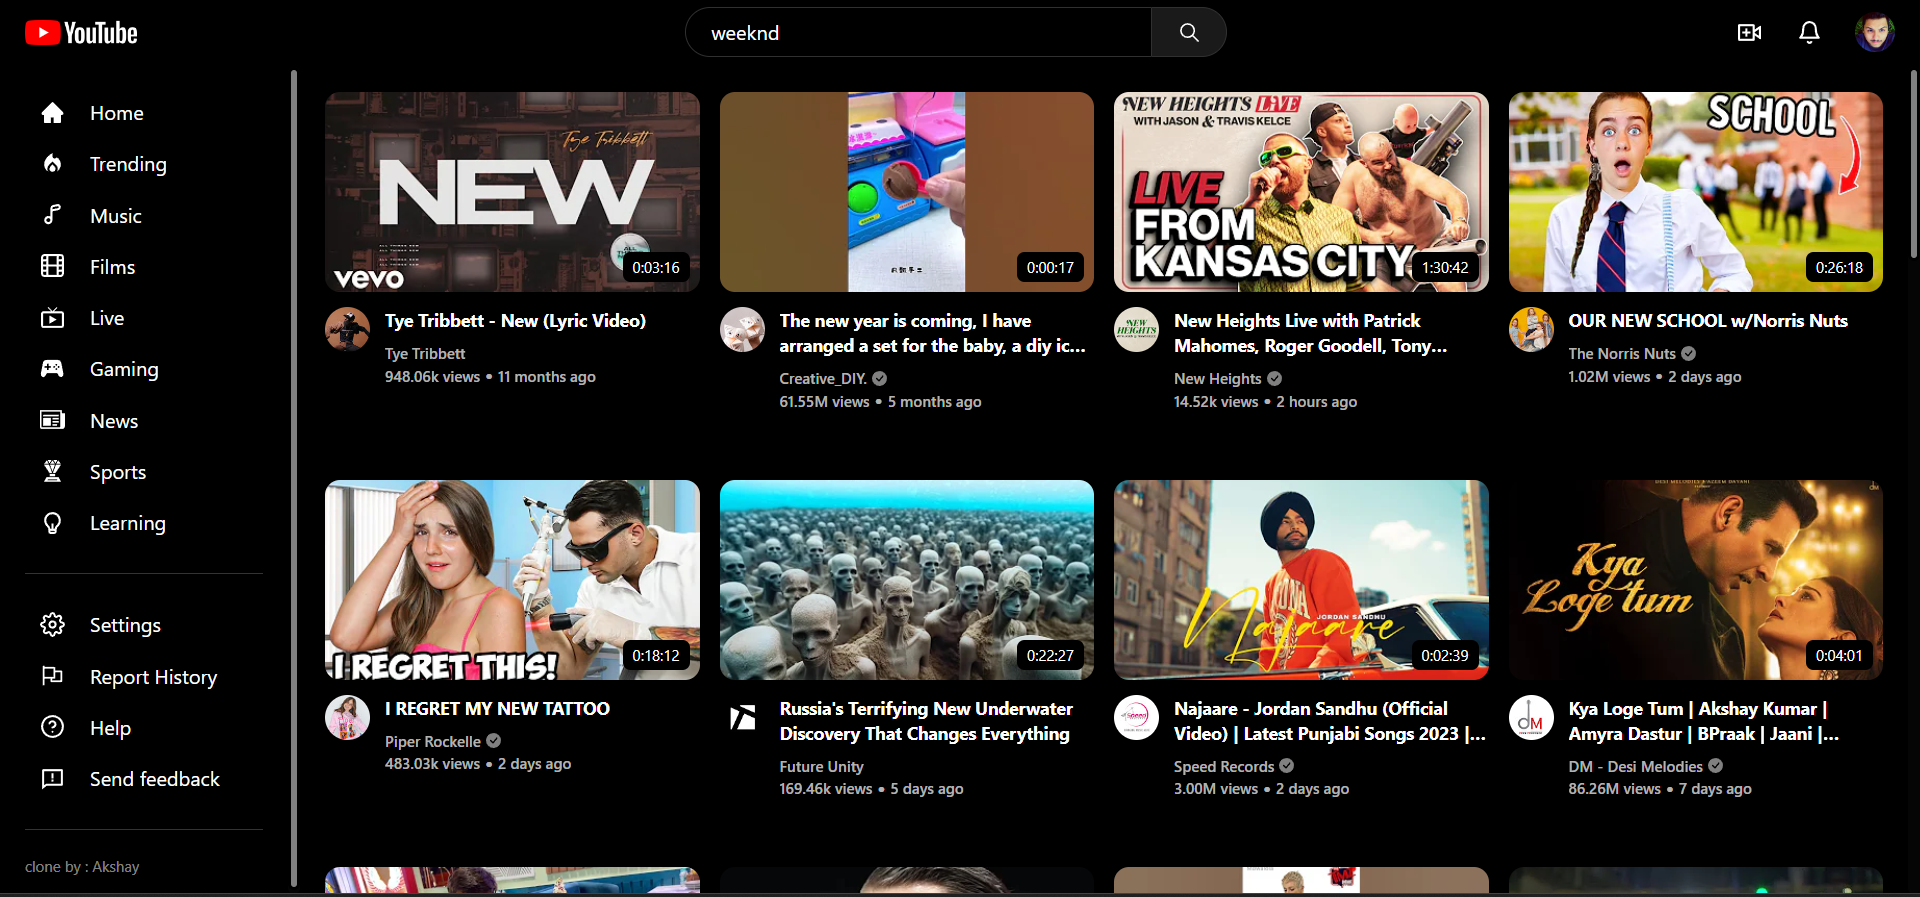 YouTube
weeknd
Home
Trending
Music
Films
Live
Gaming
News
Sports
Learning
Settings
Report History
Help
Send feedback
clone by : Akshay
Tye Tribbett
NEW
vevo
0:03:16
Tye Tribbett - New (Lyric Video)
Tye Tribbett
948.06k views • 11 months ago
0:00:17
The new year is coming, I have
arranged a set for the baby, a diy ic...
Creative_DIY.
61.55M views • 5 months ago
NEW HEIGHTS LIVE
WITH JASON & TRAVIS KELCE
LIVE
FROM
KANSAS CITY
1:30:42
NEW
HEIGHTS
New Heights Live with Patrick
Mahomes, Roger Goodell, Tony...
New Heights
14.52k views • 2 hours ago
SCHOOL
0:26:18
OUR NEW SCHOOL w/Norris Nuts
The Norris Nuts
1.02M views • 2 days ago
I REGRET THIS!
0:18:12
I REGRET MY NEW TATTOO
Piper Rockelle
483.03k views • 2 days ago
0:22:27
Russia's Terrifying New Underwater
Discovery That Changes Everything
Future Unity
169.46k views • 5 days ago
JORDAN SANDHU
Najaare
0:02:39
Speed
Najaare - Jordan Sandhu (Official
Video) | Latest Punjabi Songs 2023 |...
Speed Records
3.00M views • 2 days ago
DESI MELODIES & AZEEM DAYANI
Kya
Loge tum
0:04:01
dM
Kya Loge Tum | Akshay Kumar |
Amyra Dastur | BPraak | Jaani |...
DM - Desi Melodies
86.26M views • 7 days ago